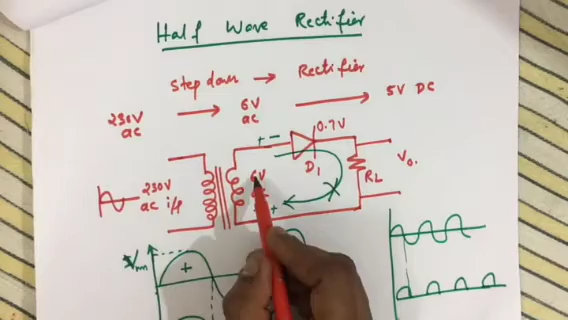 Half Wave Rectifier
Step down → Rectifier
230V ac → 6V ac → 5V DC
+ - 0.7V
D1
RL
Vo.
230V
ac i/p
6V
+
Vm
+